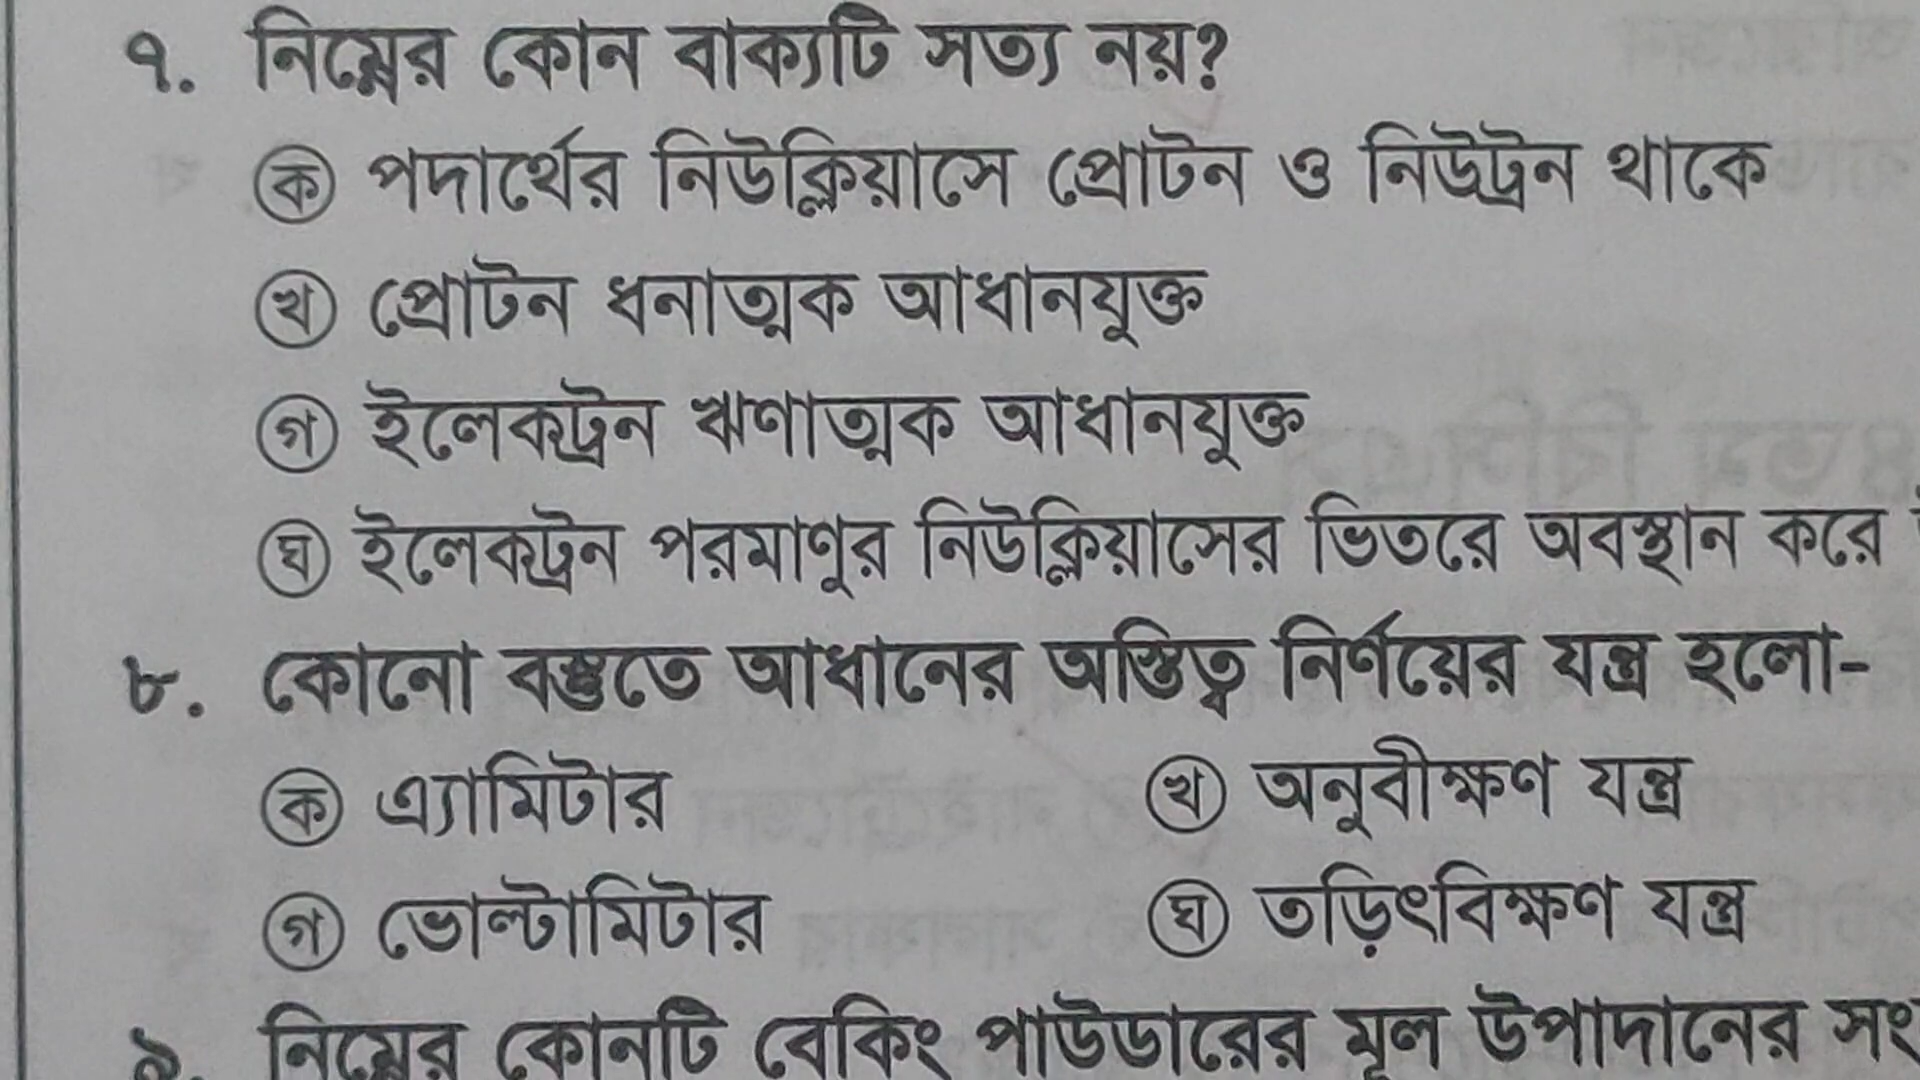 ৭. নিম্নের কোন বাক্যটি সত্য নয়?
ক পদার্থের নিউক্লিয়াসে প্রোটন ও নিউট্রন থাকে
খ প্রোটন ধনাত্মক আধানযুক্ত
গ ইলেকট্রন ঋণাত্মক আধানযুক্ত
ঘ ইলেকট্রন পরমাণুর নিউক্লিয়াসের ভিতরে অবস্থান করে
৮. কোনো বস্তুতে আধানের অস্তিত্ব নির্ণয়ের যন্ত্র হলো-
ক এ্যামিটার খ অনুবীক্ষণ যন্ত্র
গ ভোল্টামিটার ঘ তড়িৎবিক্ষণ যন্ত্র
৯. নিম্নের কোনটি বেকিং পাউডারের মূল উপাদানের